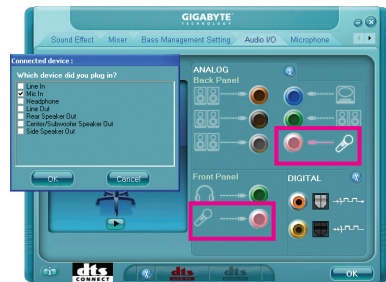 GIGABYTE
TECHNOLOGY
Sound Effect Mixer Bass Management Setting Audio I/O Microphone
Connected device :
Which device did you plug in?
Line In
Mic In
Headphone
Line Out
Rear Speaker Out
Center/Subwoofer Speaker Out
Side Speaker Out
OK Cancel
ANALOG
Back Panel
Front Panel
DIGITAL
dts
CONNECT
dts
dts
OK